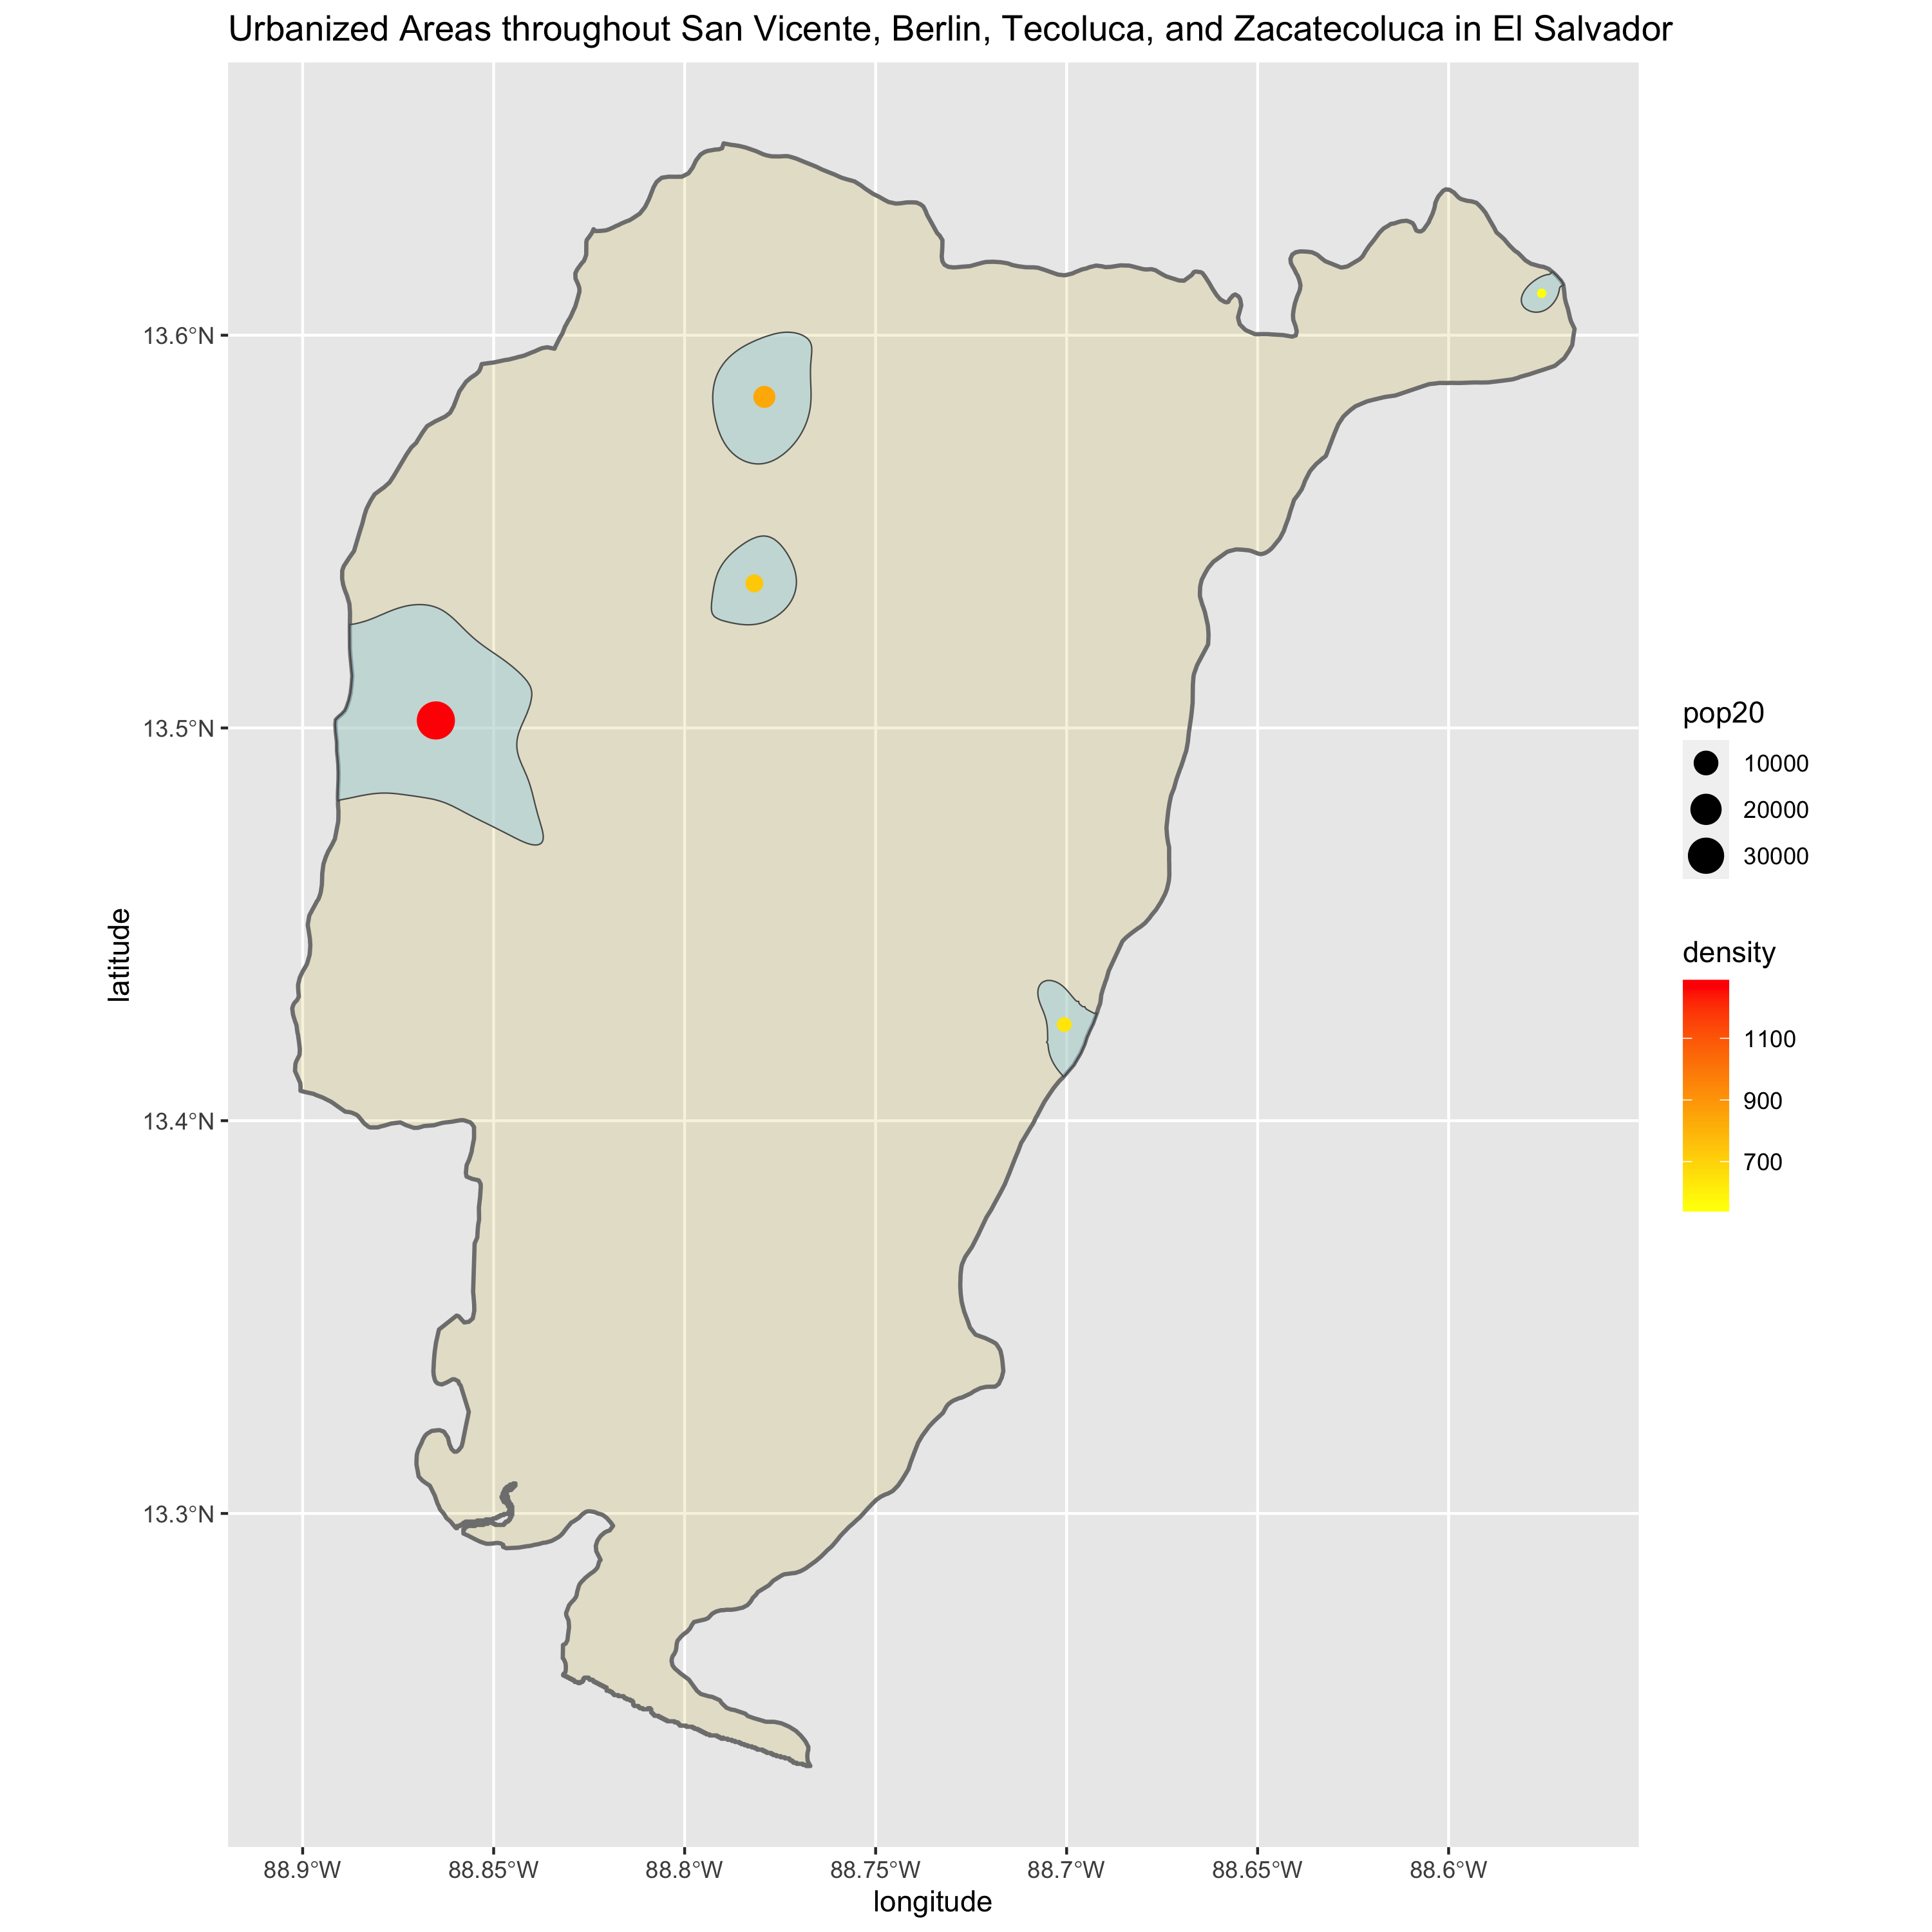 Urbanized Areas throughout San Vicente, Berlin, Tecoluca, and Zacatecoluca in El Salvador
13.6°N
13.5°N
13.4°N
13.3°N
latitude
88.9°W 88.85°W 88.8°W 88.75°W 88.7°W 88.65°W 88.6°W
longitude
pop20
10000
20000
30000
density
1100
900
700